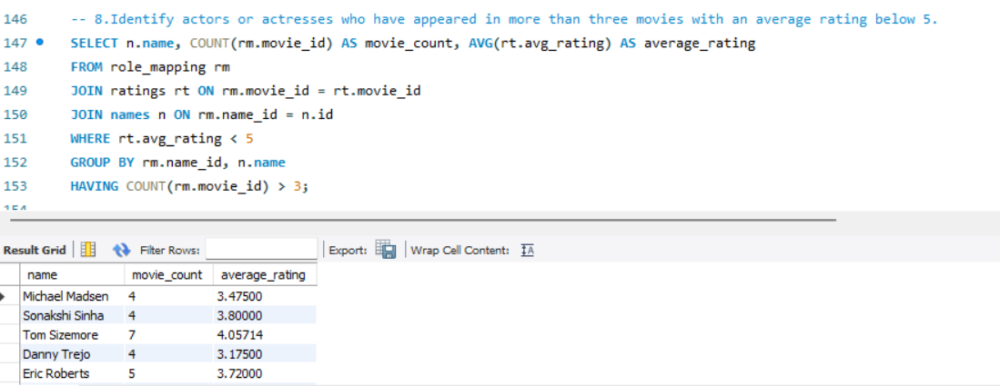 146 -- 8.Identify actors or actresses who have appeared in more than three movies with an average rating below 5.
147 SELECT n.name, COUNT(rm.movie_id) AS movie_count, AVG(rt.avg_rating) AS average_rating
148 FROM role_mapping rm
149 JOIN ratings rt ON rm.movie_id = rt.movie_id
150 JOIN names n ON rm.name_id = n.id
151 WHERE rt.avg_rating < 5
152 GROUP BY rm.name_id, n.name
153 HAVING COUNT(rm.movie_id) > 3;
154
Result Grid Filter Rows: Export: Wrap Cell Content: IA
name movie_count average_rating
Michael Madsen 4 3.47500
Sonakshi Sinha 4 3.80000
Tom Sizemore 7 4.05714
Danny Trejo 4 3.17500
Eric Roberts 5 3.72000